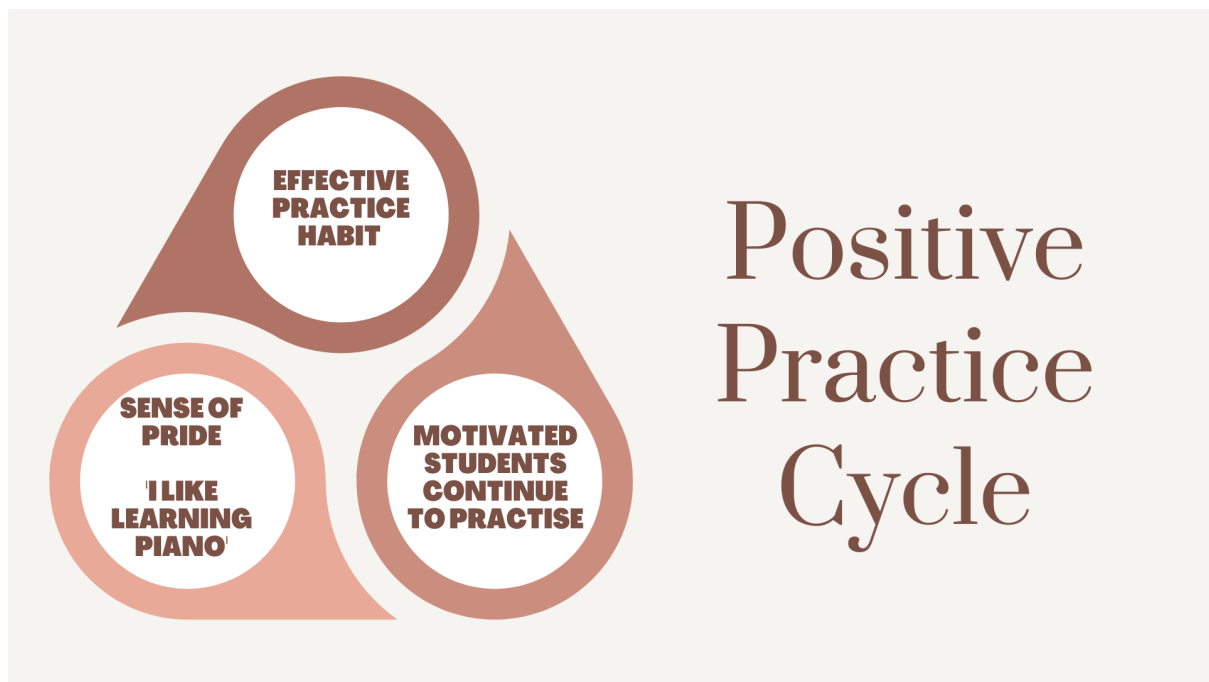 EFFECTIVE
PRACTICE
HABIT
SENSE OF
PRIDE
'I LIKE
LEARNING
PIANO'
MOTIVATED
STUDENTS
CONTINUE
TO PRACTISE
Positive
Practice
Cycle